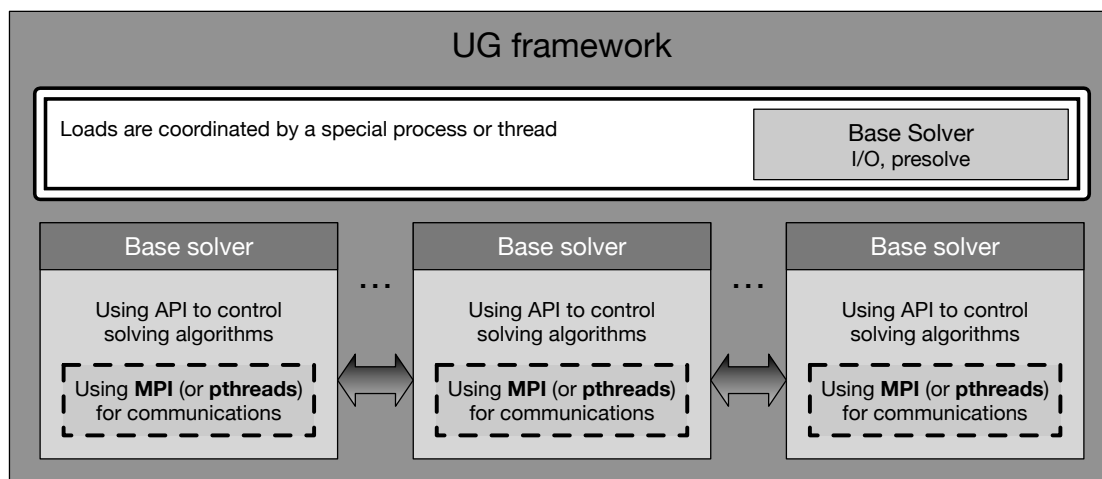 UG framework
Loads are coordinated by a special process or thread
Base Solver
I/O, presolve
Base solver
Using API to control
solving algorithms
Using MPI (or pthreads)
for communications
...
Base solver
Using API to control
solving algorithms
Using MPI (or pthreads)
for communications
...
Base solver
Using API to control
solving algorithms
Using MPI (or pthreads)
for communications